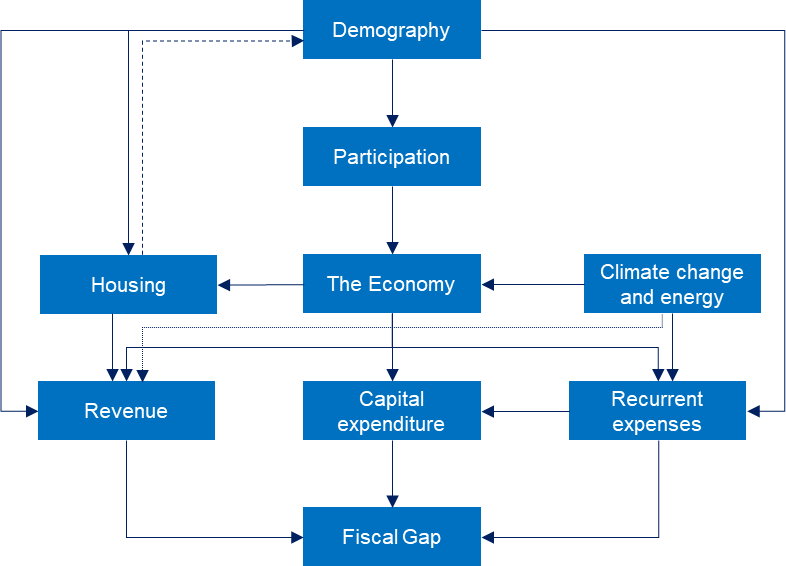 Demography
Participation
Housing
The Economy
Climate change
and energy
Revenue
Capital
expenditure
Recurrent
expenses
Fiscal Gap